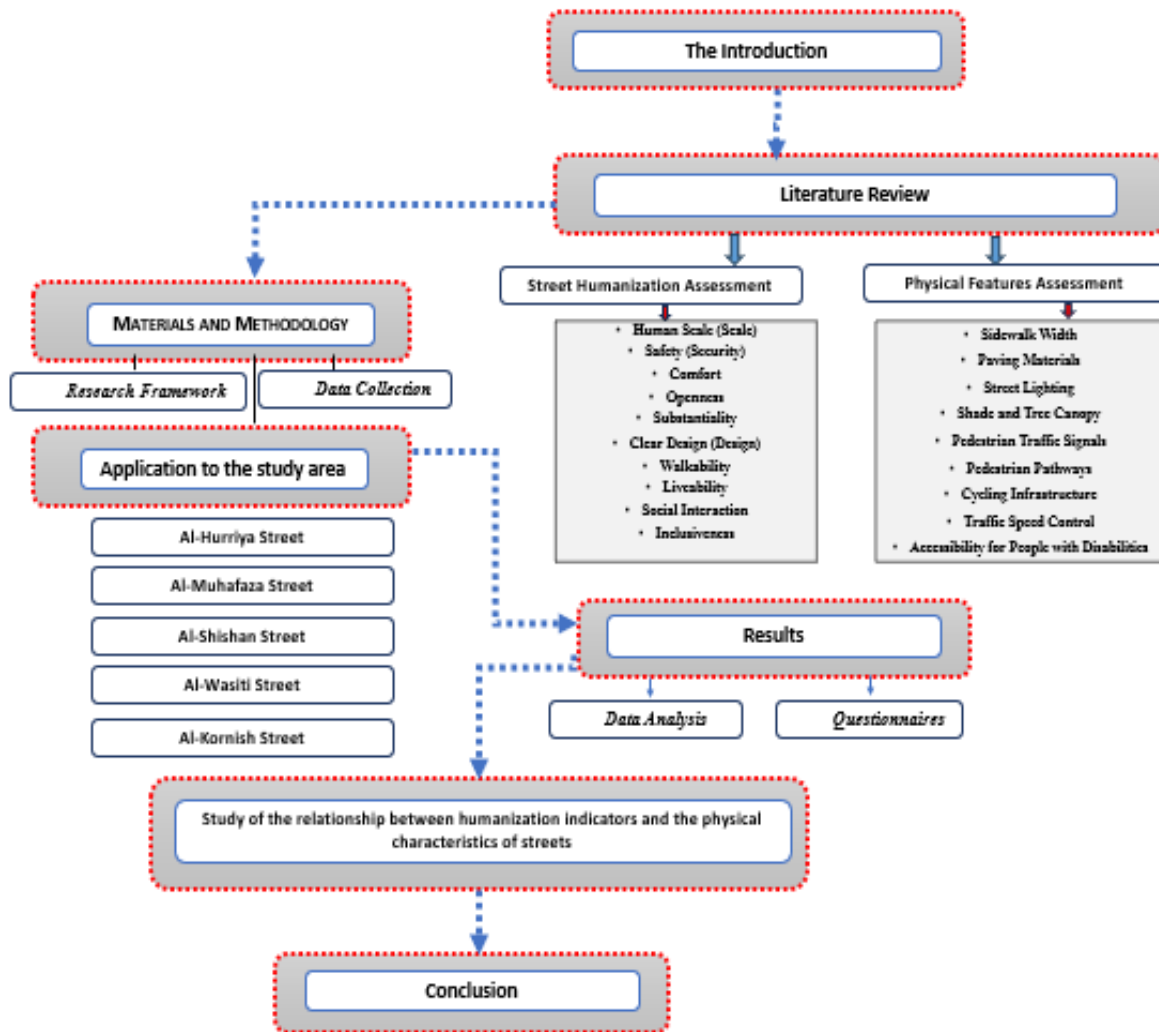 The Introduction
Literature Review
Street Humanization Assessment
• Human Scale (Scale)
• Safety (Security)
• Comfort
• Openness
• Substantiality
• Clear Design (Design)
• Walkability
• Liveability
• Social Interaction
• Inclusiveness
Physical Features Assessment
• Sidewalk Width
• Paving Materials
• Street Lighting
• Shade and Tree Canopy
• Pedestrian Traffic Signals
• Pedestrian Pathways
• Cycling Infrastructure
• Traffic Speed Control
• Accessibility for People with Disabilities
MATERIALS AND METHODOLOGY
Research Framework
Data Collection
Application to the study area
Al-Hurriya Street
Al-Muhafaza Street
Al-Shishan Street
Al-Wasiti Street
Al-Kornish Street
Results
Data Analysis
Questionnaires
Study of the relationship between humanization indicators and the physical
characteristics of streets
Conclusion